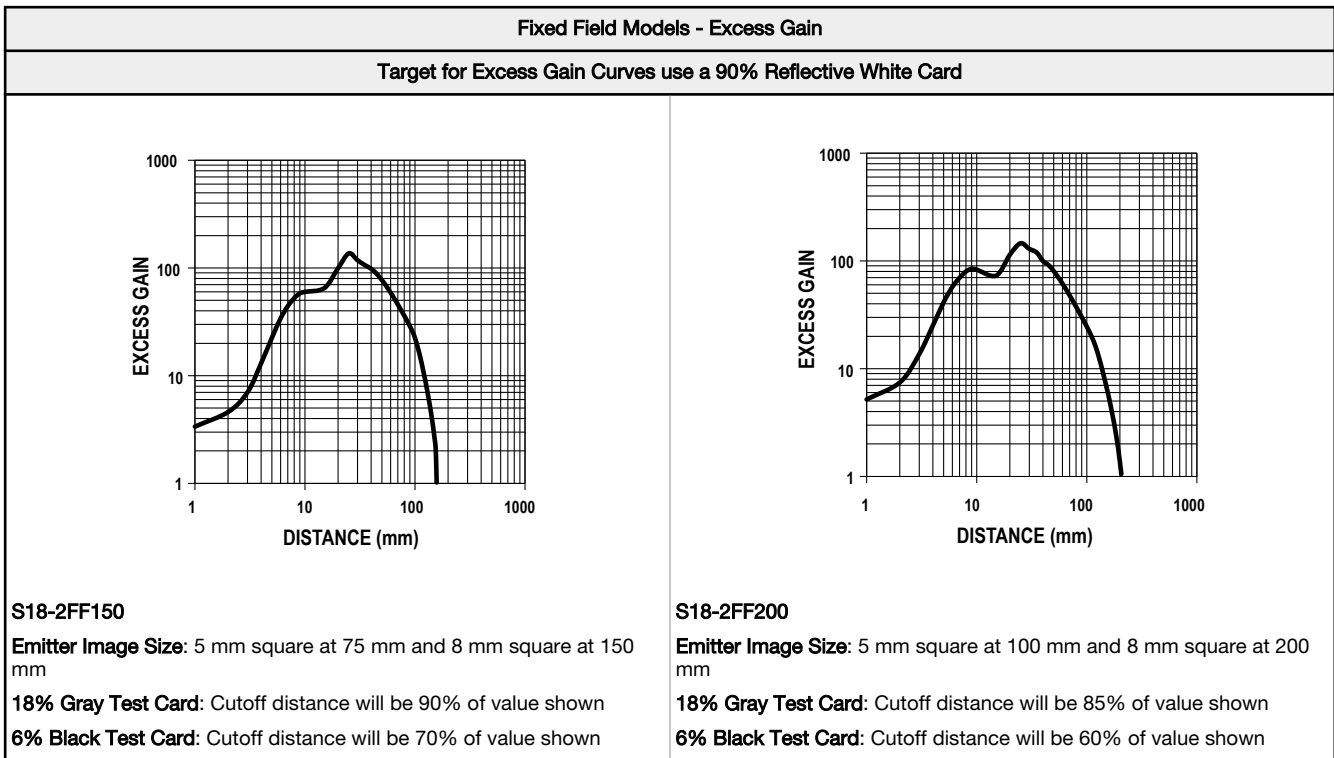 Fixed Field Models - Excess Gain
Target for Excess Gain Curves use a 90% Reflective White Card
1000
100
10
1
EXCESS GAIN
1
10
100
1000
DISTANCE (mm)
S18-2FF150
Emitter Image Size: 5 mm square at 75 mm and 8 mm square at 150
mm
18% Gray Test Card: Cutoff distance will be 90% of value shown
6% Black Test Card: Cutoff distance will be 70% of value shown
1000
100
10
1
EXCESS GAIN
1
10
100
1000
DISTANCE (mm)
S18-2FF200
Emitter Image Size: 5 mm square at 100 mm and 8 mm square at 200
mm
18% Gray Test Card: Cutoff distance will be 85% of value shown
6% Black Test Card: Cutoff distance will be 60% of value shown